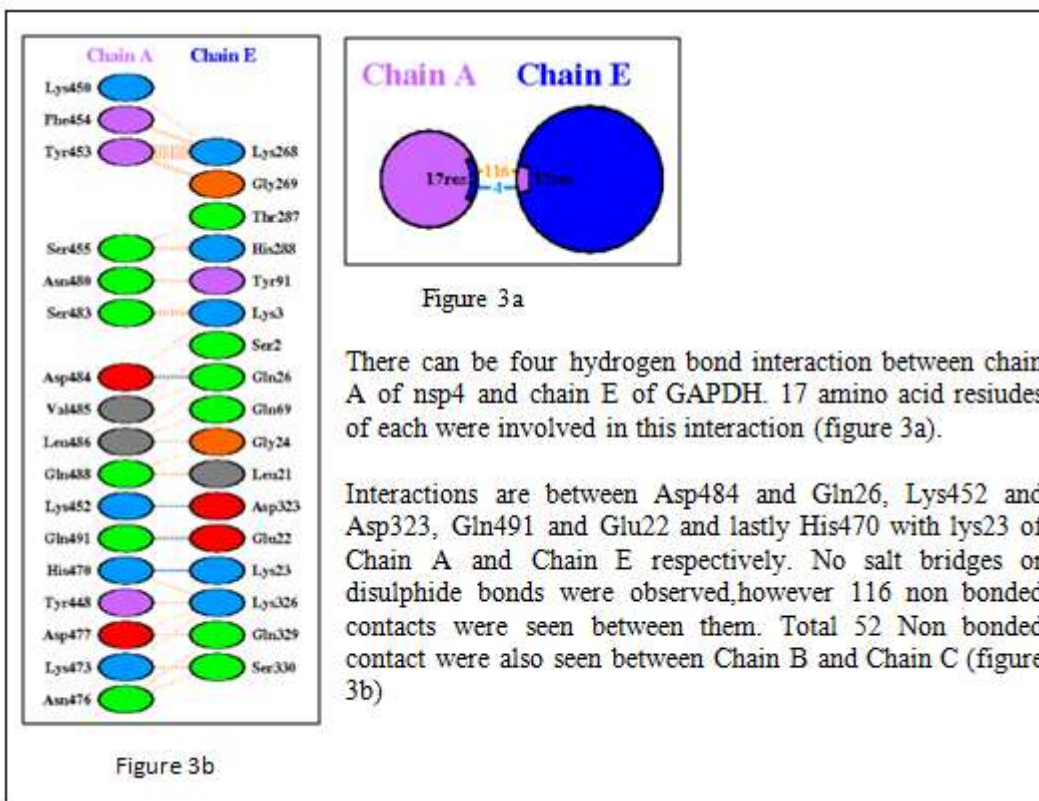 Chain A Chain E
Lys450
Phe454
Tyr453 Lys268
Gly269
Thr287
Ser455 His288
Asn480 Tyr91
Ser483 Lys3
Ser2
Asp484 Gln26
Val485 Gln69
Leu486 Gly24
Gln488 Leu21
Lys452 Asp323
Gln491 Glu22
His470 Lys23
Tyr448 Lys326
Asp477 Gln329
Lys473 Ser330
Asn476
Figure 3b
Chain A Chain E
116
17res 17res
4
Figure 3a
There can be four hydrogen bond interaction between chain
A of nsp4 and chain E of GAPDH. 17 amino acid resiudes
of each were involved in this interaction (figure 3a).
Interactions are between Asp484 and Gln26, Lys452 and
Asp323, Gln491 and Glu22 and lastly His470 with lys23 of
Chain A and Chain E respectively. No salt bridges or
disulphide bonds were observed,however 116 non bonded
contacts were seen between them. Total 52 Non bonded
contact were also seen between Chain B and Chain C (figure
3b)